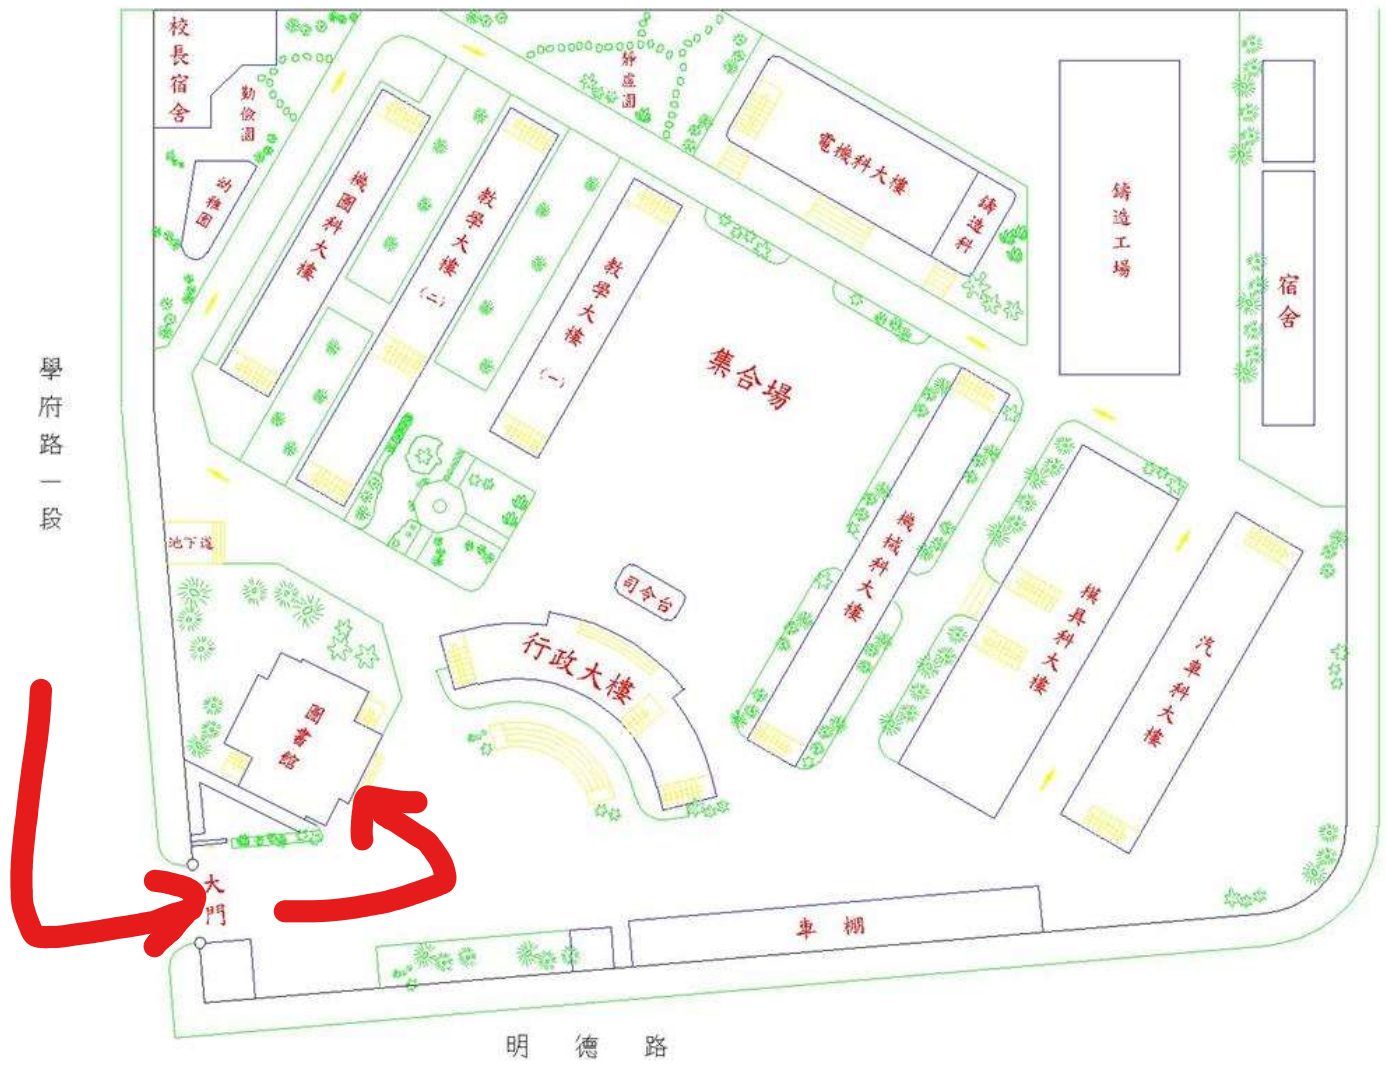 校長宿舍
勤儉園
靜盧園
幼稚園
機圖科大樓
教學大樓
(二)
教學大樓
(一)
電機科大樓
鑄造科
鑄造工場
宿舍
集合場
學府路一段
池下道
司令台
行政大樓
圖書館
機械科大樓
模具科大樓
汽車科大樓
大門
車棚
明德路